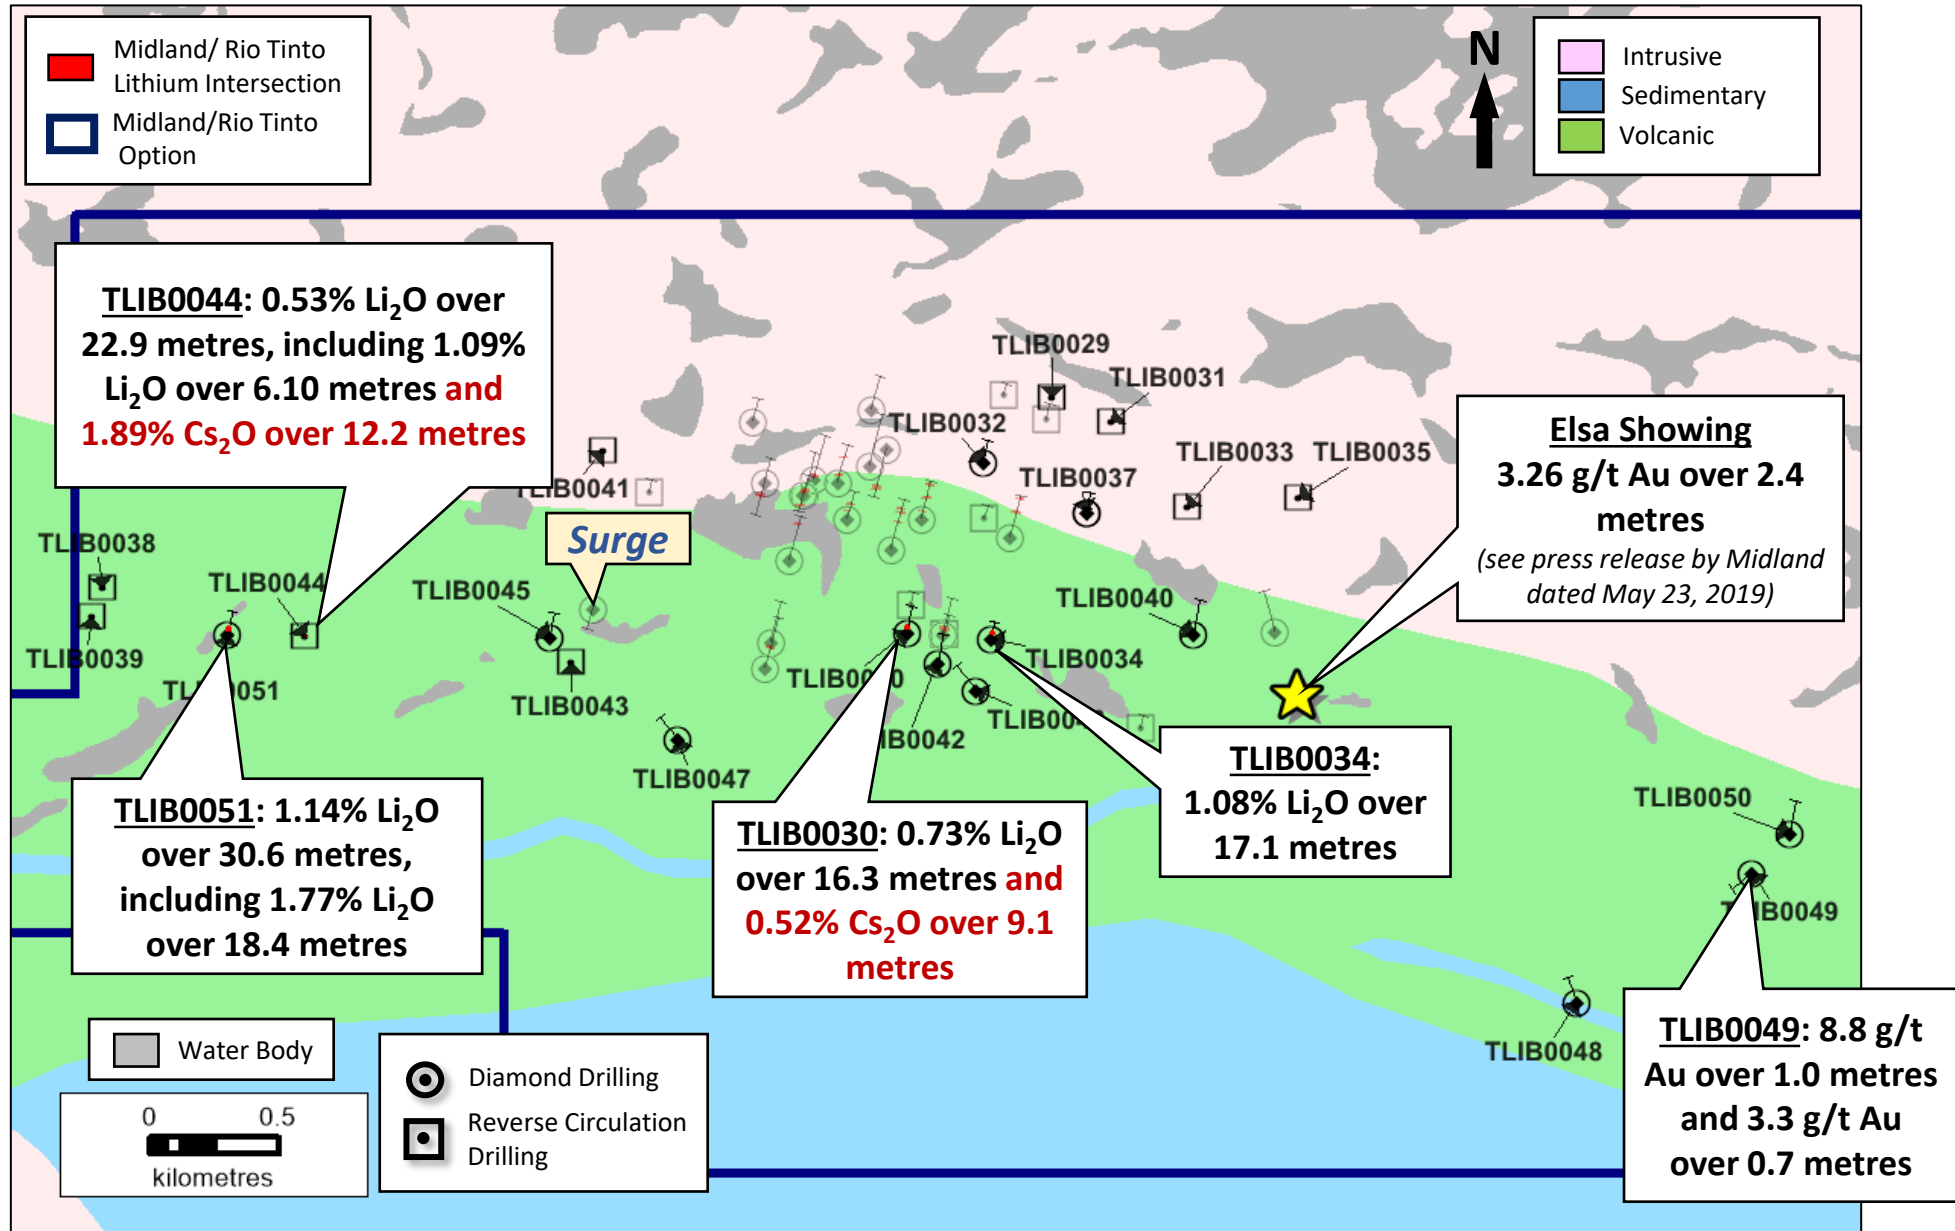 Midland/ Rio Tinto
Lithium Intersection
Midland/Rio Tinto
Option
N
Intrusive
Sedimentary
Volcanic
TLIB0044: 0.53% Li₂O over
22.9 metres, including 1.09%
Li₂O over 6.10 metres and
1.89% Cs₂O over 12.2 metres
TLIB0029
TLIB0031
TLIB0032
TLIB0033
TLIB0035
TLIB0037
Elsa Showing
3.26 g/t Au over 2.4
metres
(see press release by Midland
dated May 23, 2019)
LIB0041
Surge
TLIB0038
TLIB0044
TLIB0045
TLIB0040
TLIB0039
TLIB0034
0051
TLIB0043
IB0042
TLIB0047
TLIB0051: 1.14% Li₂O
over 30.6 metres,
including 1.77% Li₂O
over 18.4 metres
TLIB0030: 0.73% Li₂O
over 16.3 metres and
0.52% Cs₂O over 9.1
metres
TLIB0034:
1.08% Li₂O over
17.1 metres
TLIB0050
IB0049
TLIB0048
TLIB0049: 8.8 g/t
Au over 1.0 metres
and 3.3 g/t Au
over 0.7 metres
Water Body
0 0.5
kilometres
Diamond Drilling
Reverse Circulation
Drilling